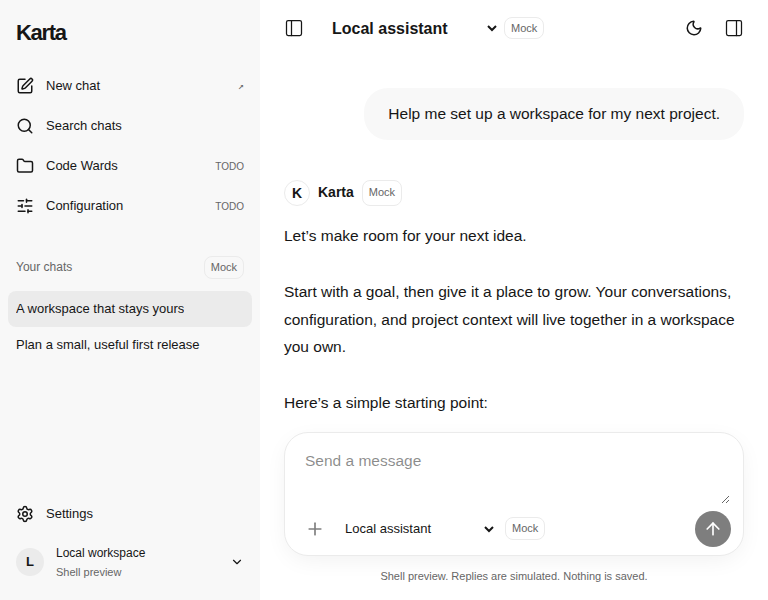 Karta
New chat
Search chats
Code Wards TODO
Configuration TODO
Your chats Mock
A workspace that stays yours
Plan a small, useful first release
Settings
L
Local workspace
Shell preview
Local assistant Mock
Help me set up a workspace for my next project.
K Karta Mock
Let’s make room for your next idea.
Start with a goal, then give it a place to grow. Your conversations,
configuration, and project context will live together in a workspace
you own.
Here’s a simple starting point:
Send a message
Local assistant Mock
Shell preview. Replies are simulated. Nothing is saved.